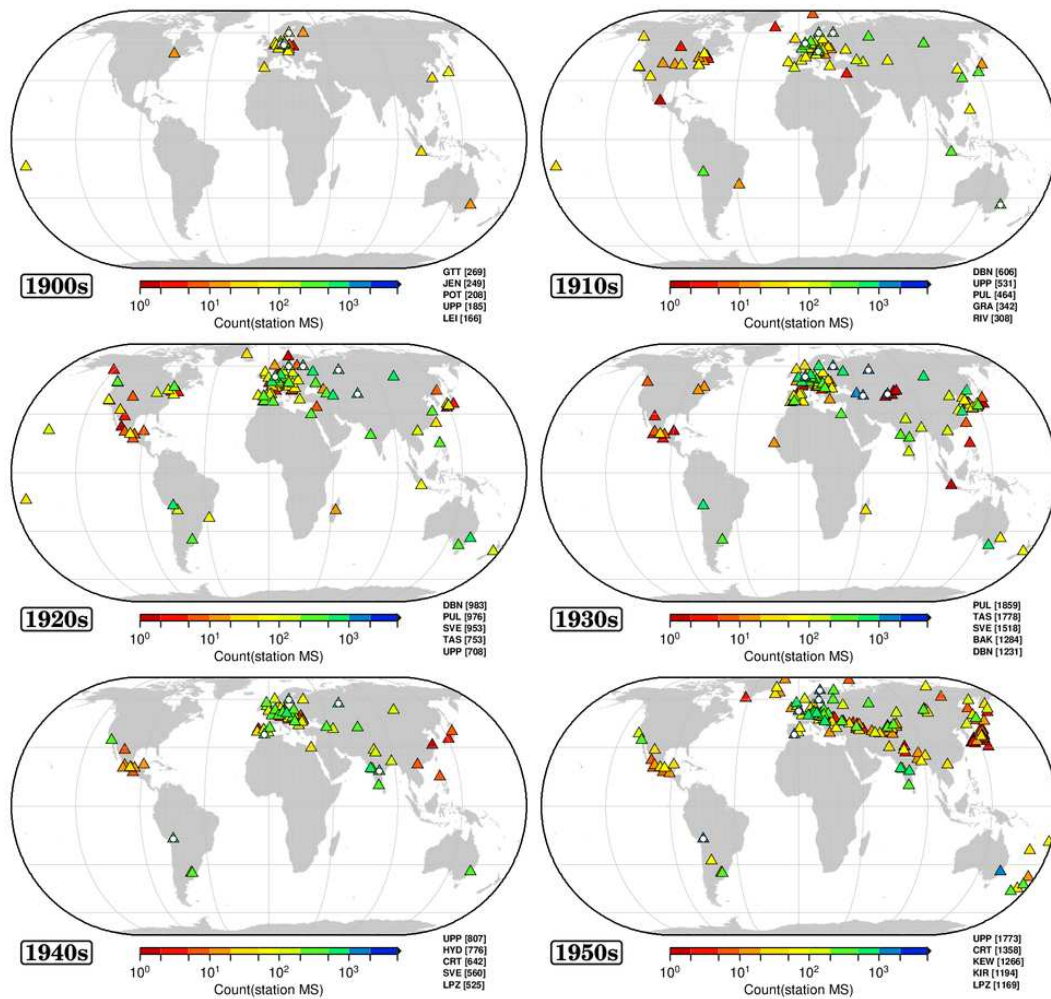 GTT [269]
JEN [249]
POT [208]
UPP [185]
LEI [166]
1900s
10⁰ 10¹ 10² 10³
Count(station MS)
DBN [606]
UPP [531]
PUL [464]
GRA [342]
RIV [308]
1910s
10⁰ 10¹ 10² 10³
Count(station MS)
DBN [983]
PUL [976]
SVE [953]
TAS [753]
UPP [708]
1920s
10⁰ 10¹ 10² 10³
Count(station MS)
PUL [1859]
TAS [1778]
SVE [1518]
BAK [1284]
DBN [1231]
1930s
10⁰ 10¹ 10² 10³
Count(station MS)
UPP [807]
HYD [776]
CRT [642]
SVE [560]
LPZ [525]
1940s
10⁰ 10¹ 10² 10³
Count(station MS)
UPP [1773]
CRT [1358]
KEW [1266]
KIR [1194]
LPZ [1169]
1950s
10⁰ 10¹ 10² 10³
Count(station MS)